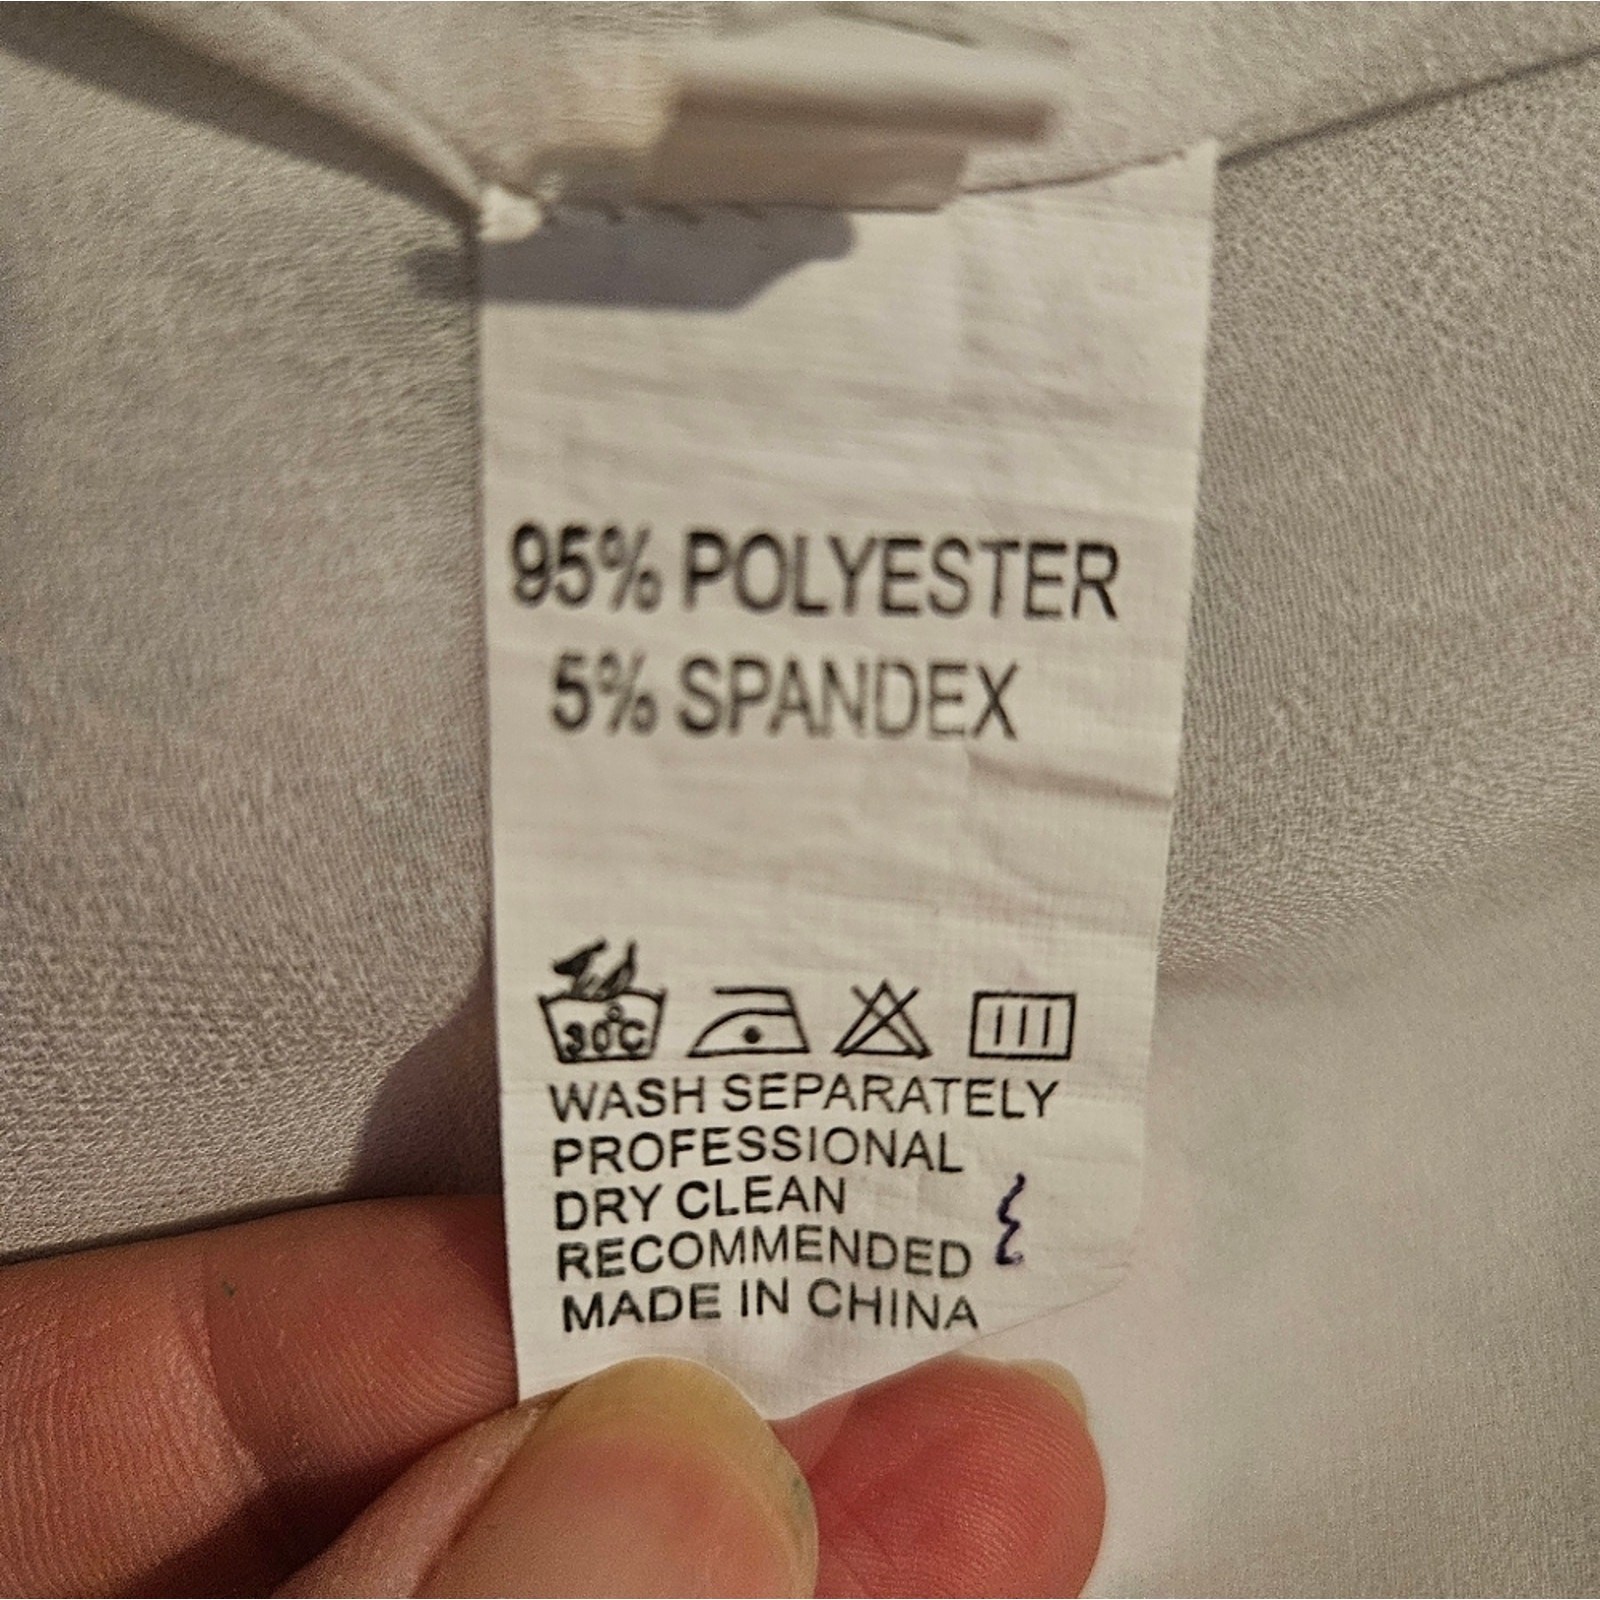 95% POLYESTER
5% SPANDEX
30°C
WASH SEPARATELY
PROFESSIONAL
DRY CLEAN
RECOMMENDED
MADE IN CHINA